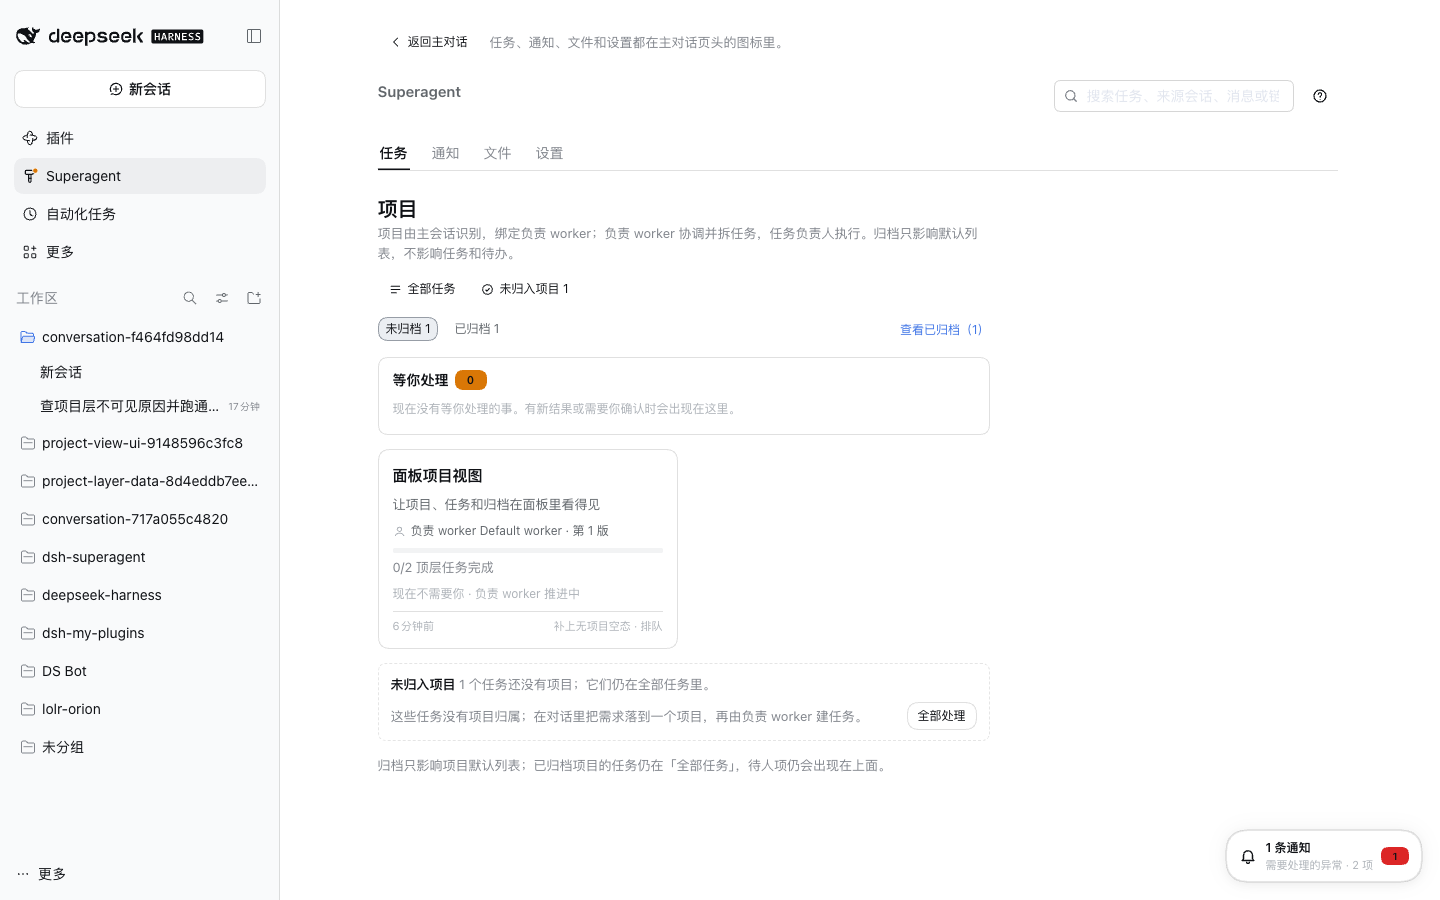 deepseek HARNESS
新会话
插件
Superagent
自动化任务
更多
工作区
conversation-f464fd98dd14
新会话
查项目层不可见原因并跑通... 17 分钟
project-view-ui-9148596c3fc8
project-layer-data-8d4eddb7ee...
conversation-717a055c4820
dsh-superagent
deepseek-harness
dsh-my-plugins
DS Bot
lolr-orion
未分组
更多
返回主对话 任务、通知、文件和设置都在主对话页头的图标里。
Superagent
搜索任务、来源会话、消息或链
任务 通知 文件 设置
项目
项目由主会话识别，绑定负责 worker；负责 worker 协调并拆任务，任务负责人执行。归档只影响默认列
表，不影响任务和待办。
全部任务 未归入项目 1
未归档 1 已归档 1 查看已归档（1）
等你处理 0
现在没有等你处理的事。有新结果或需要你确认时会出现在这里。
面板项目视图
让项目、任务和归档在面板里看得见
负责 worker Default worker · 第 1 版
0/2 顶层任务完成
现在不需要你 · 负责 worker 推进中
6 分钟前 补上无项目空态 · 排队
未归入项目 1 个任务还没有项目；它们仍在全部任务里。
这些任务没有项目归属；在对话里把需求落到一个项目，再由负责 worker 建任务。 全部处理
归档只影响项目默认列表；已归档项目的任务仍在「全部任务」，待人项仍会出现在上面。
1 条通知
需要处理的异常 · 2 项 1